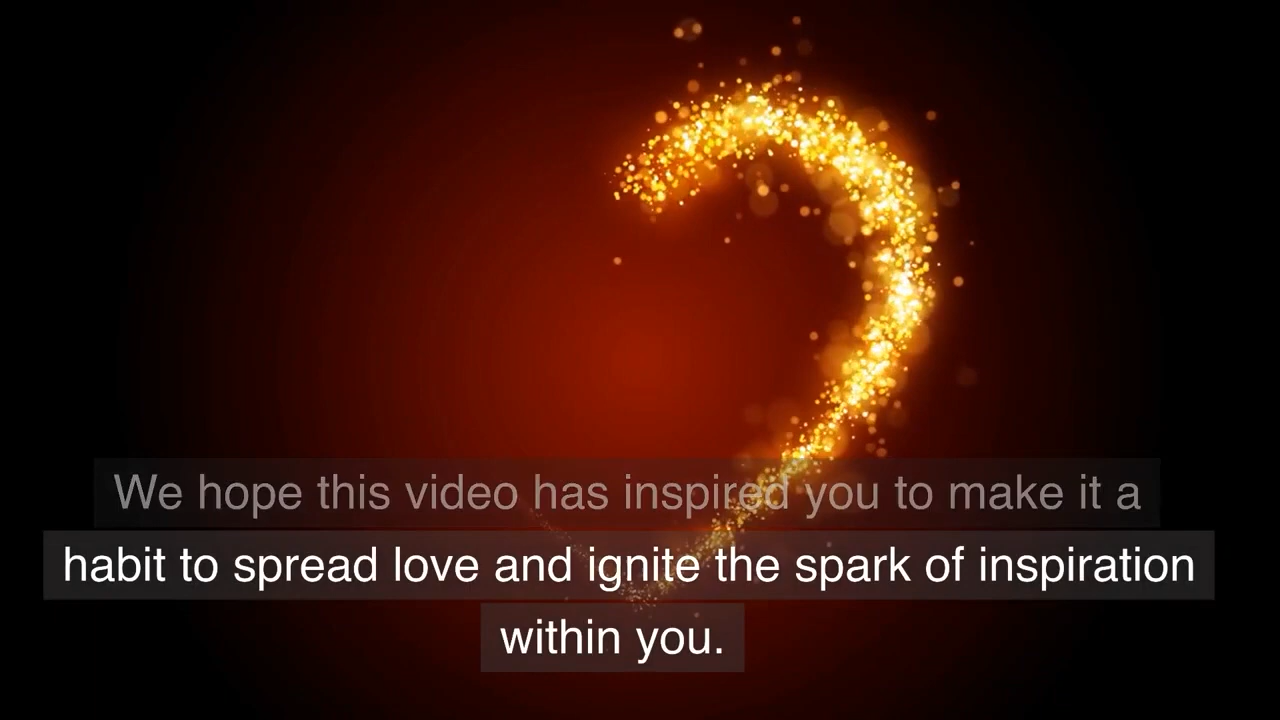 We hope this video has inspired you to make it a
habit to spread love and ignite the spark of inspiration
within you.